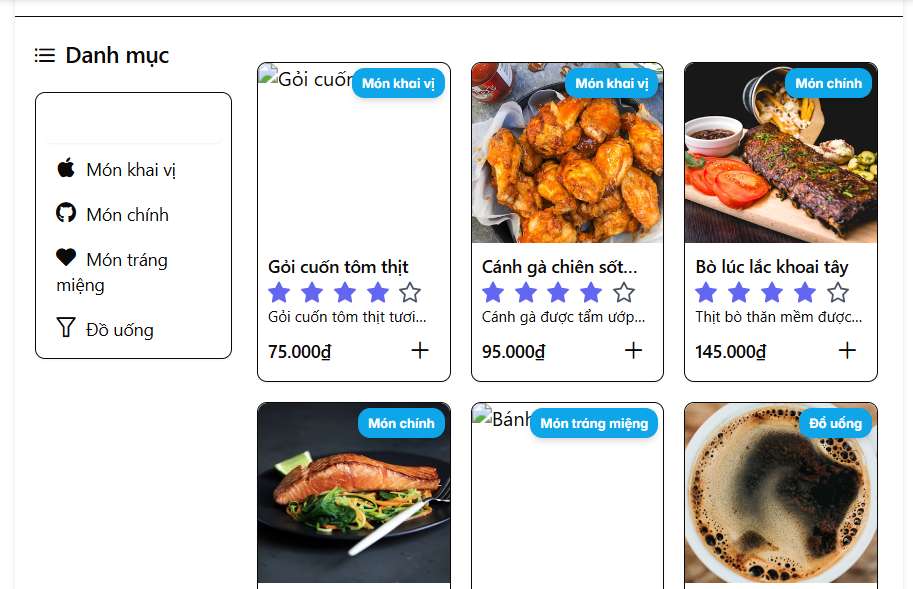 Danh mục
Món khai vị
Món chính
Món tráng
miệng
Đồ uống
Gỏi cuốn
Món khai vị
Gỏi cuốn tôm thịt
Gỏi cuốn tôm thịt tươi...
75.000₫
Món khai vị
Cánh gà chiên sốt...
Cánh gà được tẩm ướp...
95.000₫
Món chính
Bò lúc lắc khoai tây
Thịt bò thăn mềm được...
145.000₫
Món chính
Bánh
Món tráng miệng
Đồ uống